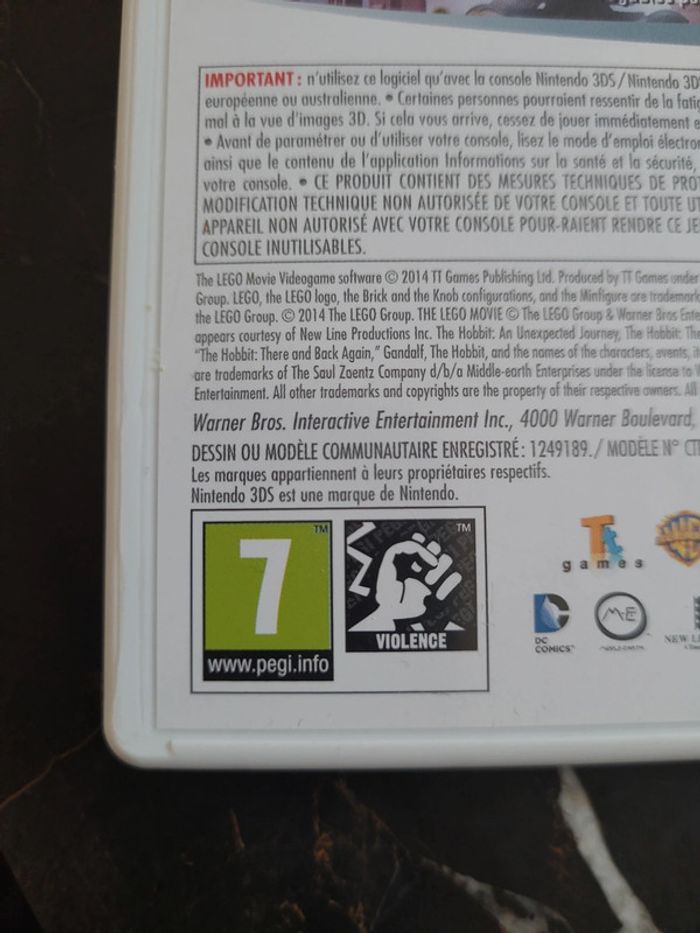 IMPORTANT : n'utilisez ce logiciel qu'avec la console Nintendo 3DS/Nintendo 3D
européenne ou australienne. • Certaines personnes pourraient ressentir de la fatig
mal à la vue d'images 3D. Si cela vous arrive, cessez de jouer immédiatement e
• Avant de paramétrer ou d'utiliser votre console, lisez le mode d'emploi électron
ainsi que le contenu de l'application Informations sur la santé et la sécurité,
votre console. • CE PRODUIT CONTIENT DES MESURES TECHNIQUES DE PROT
MODIFICATION TECHNIQUE NON AUTORISÉE DE VOTRE CONSOLE ET TOUTE UT
APPAREIL NON AUTORISÉ AVEC VOTRE CONSOLE POUR-RAIENT RENDRE CE JE
CONSOLE INUTILISABLES.
The LEGO Movie Videogame software © 2014 TT Games Publishing Ltd. Produced by TT Games under
Group. LEGO, the LEGO logo, the Brick and the Knob configurations, and the Minifigure are trademar
the LEGO Group. © 2014 The LEGO Group. THE LEGO MOVIE © The LEGO Group & Warner Bros Ente
appears courtesy of New Line Productions Inc. The Hobbit: An Unexpected Journey, The Hobbit: The
"The Hobbit: There and Back Again," Gandalf, The Hobbit, and the names of the characters, events, it
are trademarks of The Saul Zaentz Company d/b/a Middle-earth Enterprises under the license to
Entertainment. All other trademarks and copyrights are the property of their respective owners. All
Warner Bros. Interactive Entertainment Inc., 4000 Warner Boulevard,
DESSIN OU MODÈLE COMMUNAUTAIRE ENREGISTRÉ : 1249189./ MODÈLE N° CT
Les marques appartiennent à leurs propriétaires respectifs.
Nintendo 3DS est une marque de Nintendo.
7 TM
www.pegi.info
TM
VIOLENCE
Tt
games
DC
COMICS
ME
NEW L